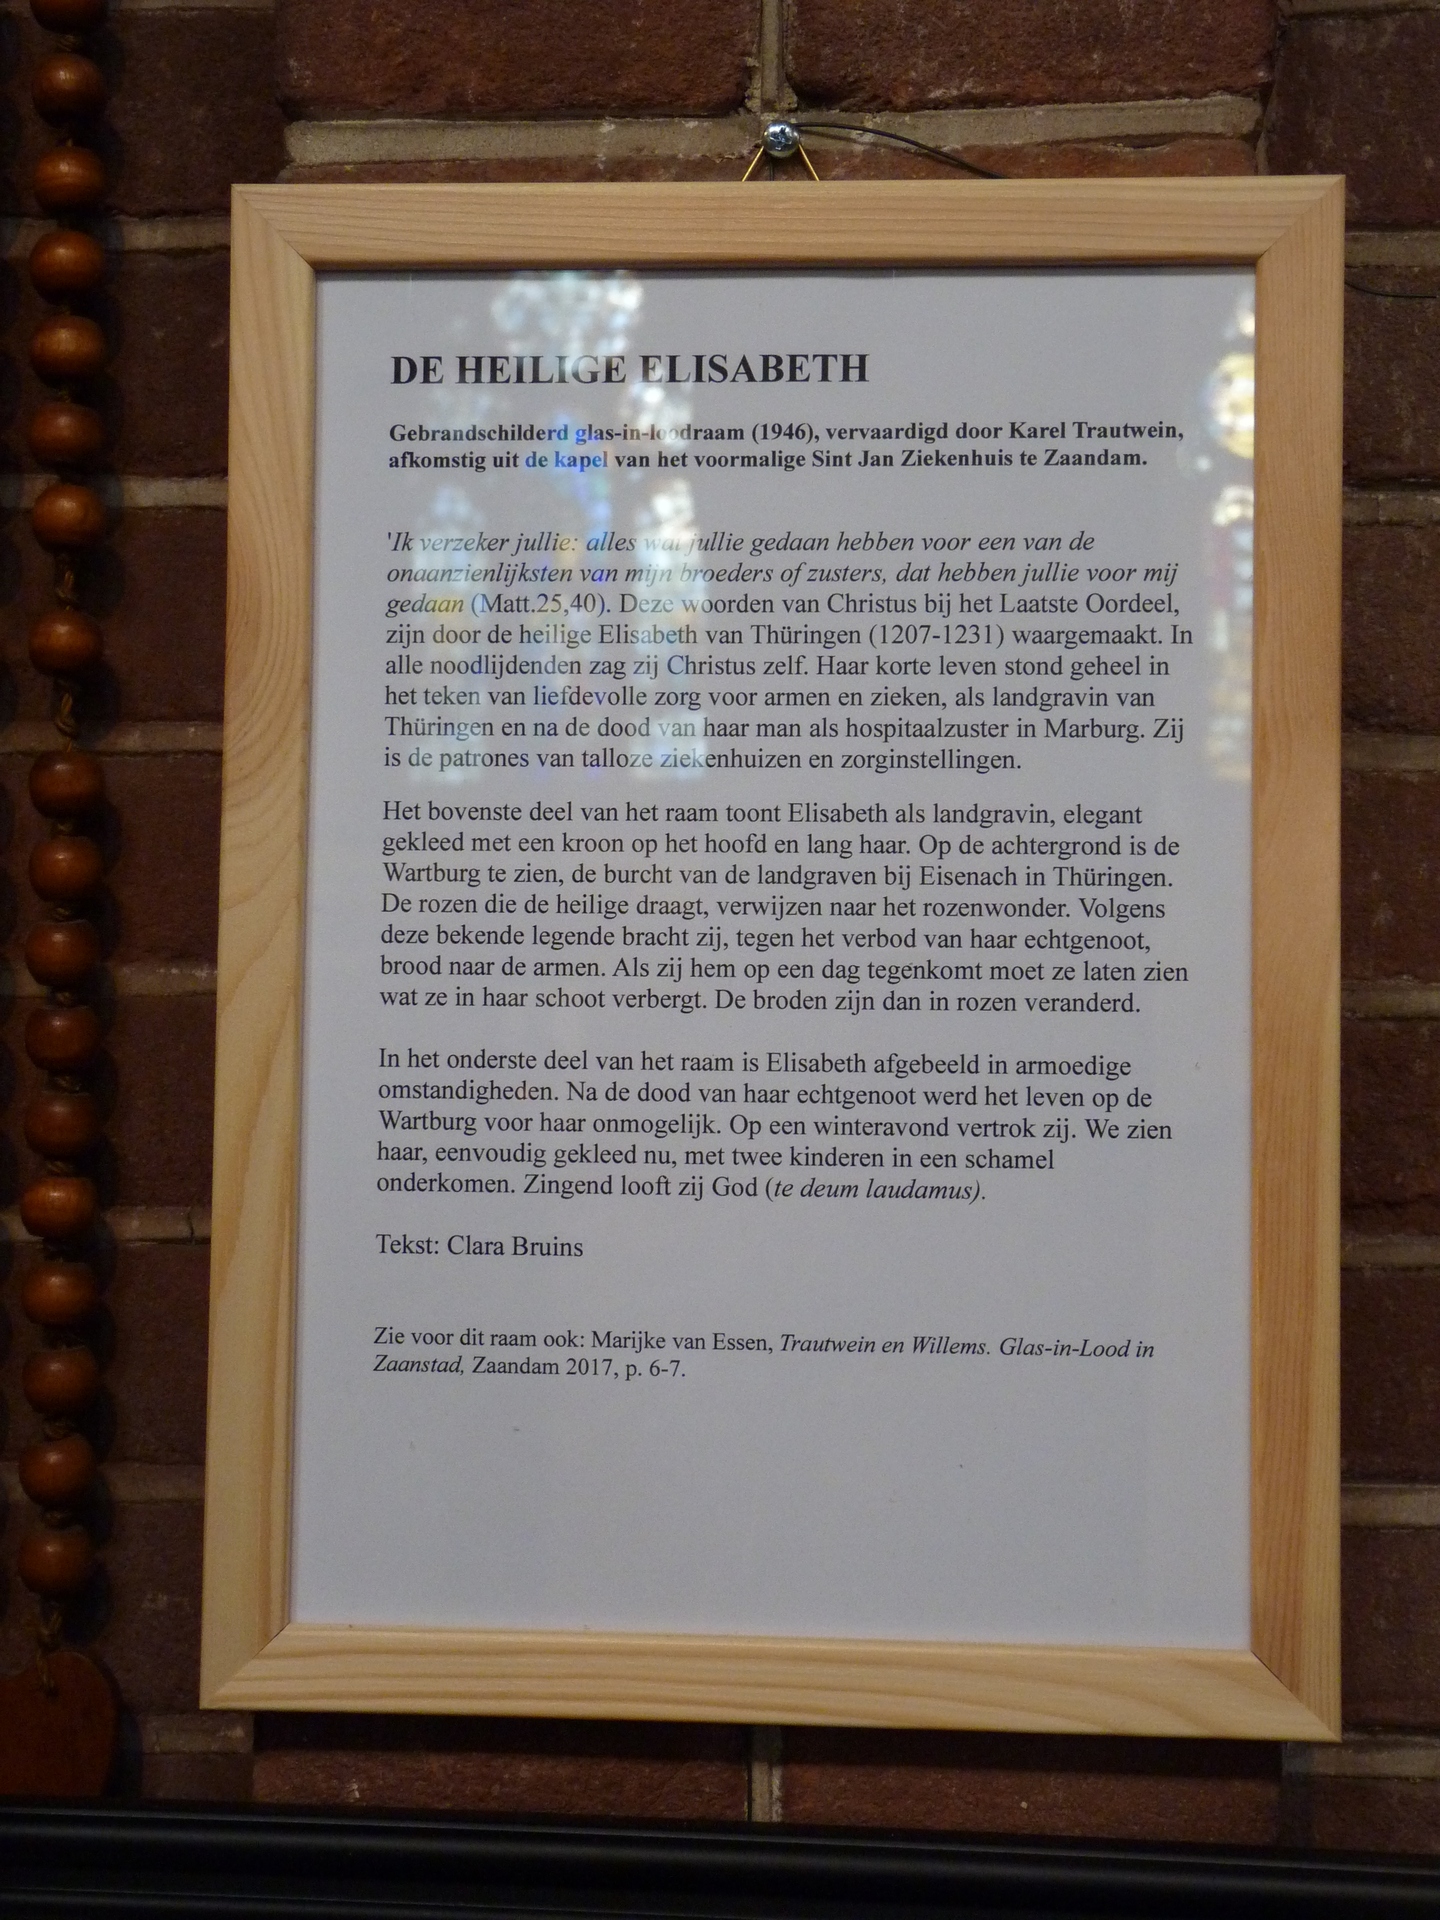 DE HEILIGE ELISABETH
Gebrandschilderd glas-in-loodraam (1946), vervaardigd door Karel Trautwein,
afkomstig uit de kapel van het voormalige Sint Jan Ziekenhuis te Zaandam.
'Ik verzeker jullie: alles wat jullie gedaan hebben voor een van de
onaanzienlijksten van mijn broeders of zusters, dat hebben jullie voor mij
gedaan (Matt.25,40). Deze woorden van Christus bij het Laatste Oordeel,
zijn door de heilige Elisabeth van Thüringen (1207-1231) waargemaakt. In
alle noodlijdenden zag zij Christus zelf. Haar korte leven stond geheel in
het teken van liefdevolle zorg voor armen en zieken, als landgravin van
Thüringen en na de dood van haar man als hospitaalzuster in Marburg. Zij
is de patrones van talloze ziekenhuizen en zorginstellingen.
Het bovenste deel van het raam toont Elisabeth als landgravin, elegant
gekleed met een kroon op het hoofd en lang haar. Op de achtergrond is de
Wartburg te zien, de burcht van de landgraven bij Eisenach in Thüringen.
De rozen die de heilige draagt, verwijzen naar het rozenwonder. Volgens
deze bekende legende bracht zij, tegen het verbod van haar echtgenoot,
brood naar de armen. Als zij hem op een dag tegenkomt moet ze laten zien
wat ze in haar schoot verbergt. De broden zijn dan in rozen veranderd.
In het onderste deel van het raam is Elisabeth afgebeeld in armoedige
omstandigheden. Na de dood van haar echtgenoot werd het leven op de
Wartburg voor haar onmogelijk. Op een winteravond vertrok zij. We zien
haar, eenvoudig gekleed nu, met twee kinderen in een schamel
onderkomen. Zingend looft zij God (te deum laudamus).
Tekst: Clara Bruins
Zie voor dit raam ook: Marijke van Essen, Trautwein en Willems. Glas-in-Lood in
Zaanstad, Zaandam 2017, p. 6-7.